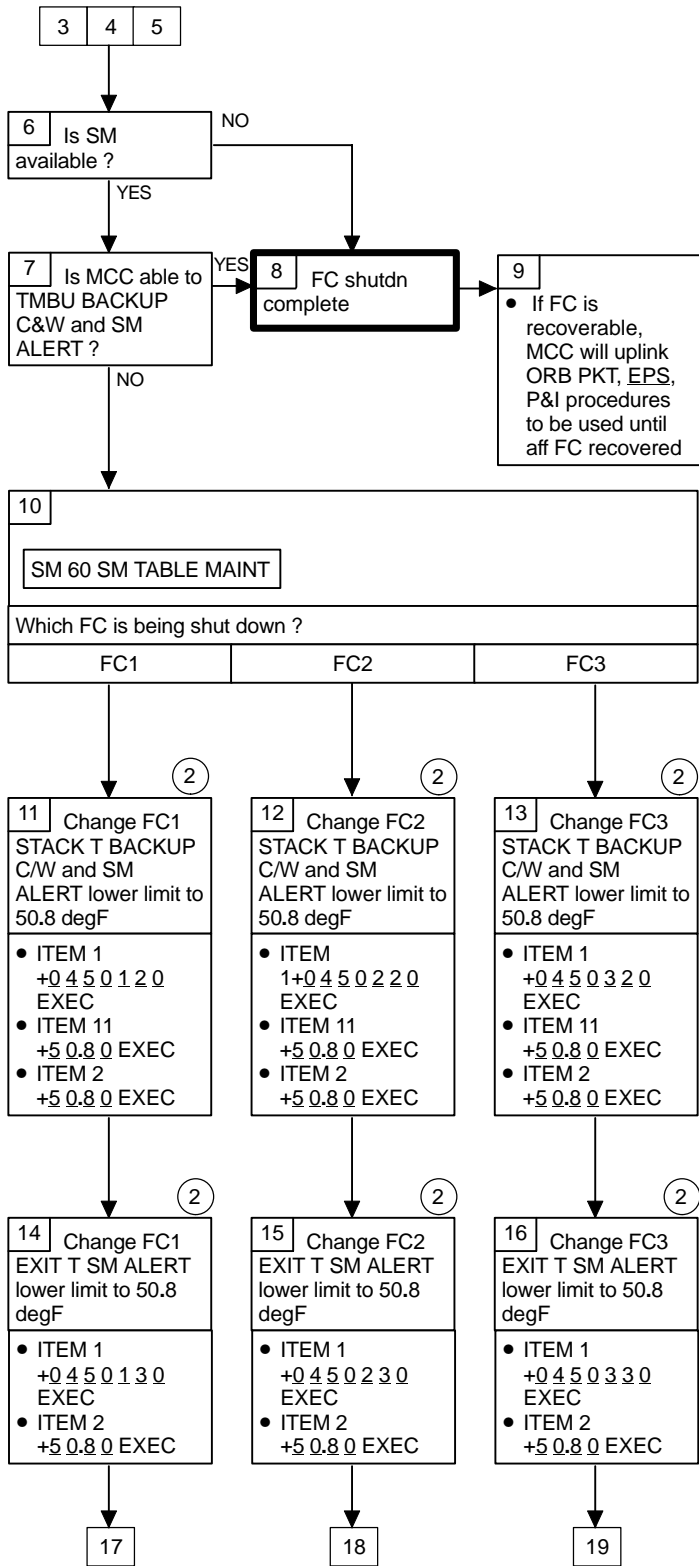 3 4 5
6 Is SM
available ?
NO
YES
7 Is MCC able to
TMBU BACKUP
C&W and SM
ALERT ?
YES
NO
8 FC shutdn
complete
9
• If FC is
recoverable,
MCC will uplink
ORB PKT, EPS,
P&I procedures
to be used until
aff FC recovered
10
SM 60 SM TABLE MAINT
Which FC is being shut down ?
FC1 FC2 FC3
2
11 Change FC1
STACK T BACKUP
C/W and SM
ALERT lower limit to
50.8 degF
• ITEM 1
+0 4 5 0 1 2 0
EXEC
• ITEM 11
+5 0.8 0 EXEC
• ITEM 2
+5 0.8 0 EXEC
2
12 Change FC2
STACK T BACKUP
C/W and SM
ALERT lower limit to
50.8 degF
• ITEM
1+0 4 5 0 2 2 0
EXEC
• ITEM 11
+5 0.8 0 EXEC
• ITEM 2
+5 0.8 0 EXEC
2
13 Change FC3
STACK T BACKUP
C/W and SM
ALERT lower limit to
50.8 degF
• ITEM 1
+0 4 5 0 3 2 0
EXEC
• ITEM 11
+5 0.8 0 EXEC
• ITEM 2
+5 0.8 0 EXEC
2
14 Change FC1
EXIT T SM ALERT
lower limit to 50.8
degF
• ITEM 1
+0 4 5 0 1 3 0
EXEC
• ITEM 2
+5 0.8 0 EXEC
2
15 Change FC2
EXIT T SM ALERT
lower limit to 50.8
degF
• ITEM 1
+0 4 5 0 2 3 0
EXEC
• ITEM 2
+5 0.8 0 EXEC
2
16 Change FC3
EXIT T SM ALERT
lower limit to 50.8
degF
• ITEM 1
+0 4 5 0 3 3 0
EXEC
• ITEM 2
+5 0.8 0 EXEC
17 18 19